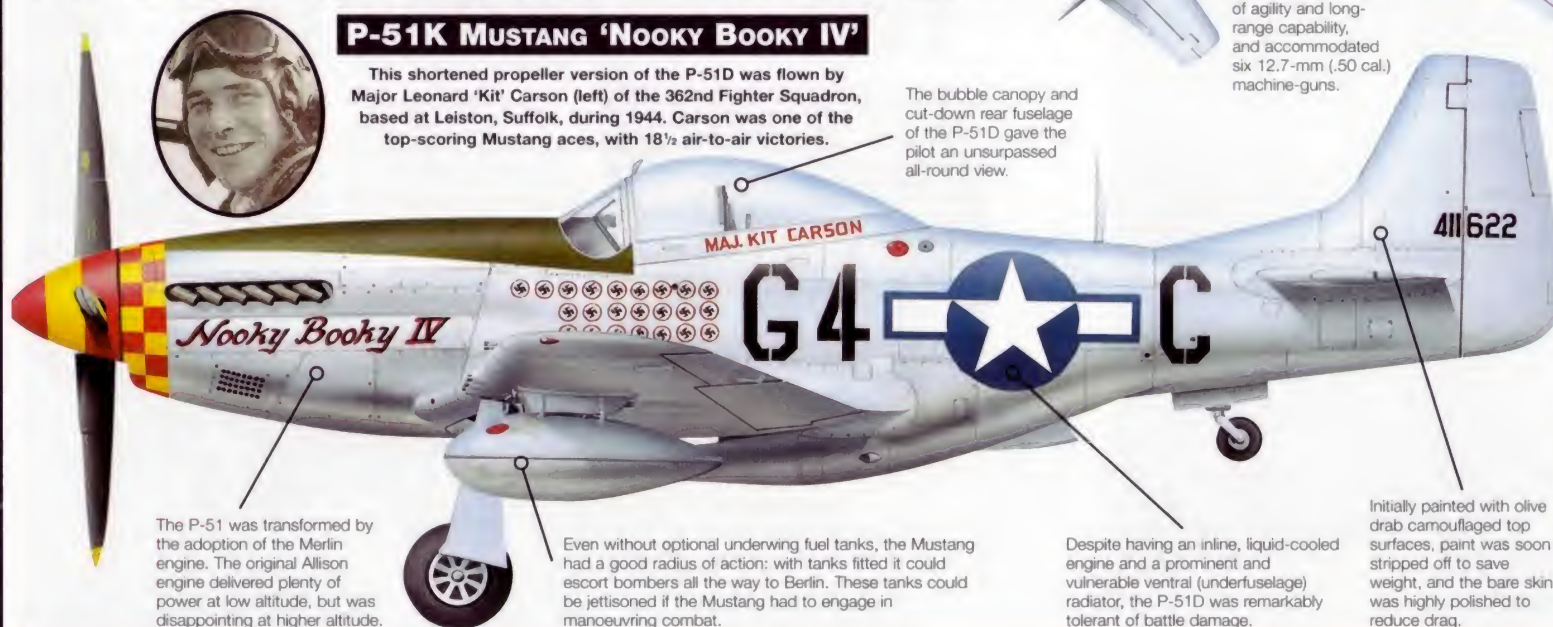 of agility and long-
range capability,
and accommodated
six 12.7-mm (.50 cal.)
machine-guns.
P-51K MUSTANG ‘NOOKY BOOKY IV’
This shortened propeller version of the P-51D was flown by
Major Leonard ‘Kit’ Carson (left) of the 362nd Fighter Squadron,
based at Leiston, Suffolk, during 1944. Carson was one of the
top-scoring Mustang aces, with 18½ air-to-air victories.
The bubble canopy and
cut-down rear fuselage
of the P-51D gave the
pilot an unsurpassed
all-round view.
MAJ. KIT CARSON
411622
G4 C
Nooky Booky IV
The P-51 was transformed by
the adoption of the Merlin
engine. The original Allison
engine delivered plenty of
power at low altitude, but was
disappointing at higher altitude.
Even without optional underwing fuel tanks, the Mustang
had a good radius of action: with tanks fitted it could
escort bombers all the way to Berlin. These tanks could
be jettisoned if the Mustang had to engage in
manoeuvring combat.
Despite having an inline, liquid-cooled
engine and a prominent and
vulnerable ventral (underfuselage)
radiator, the P-51D was remarkably
tolerant of battle damage.
Initially painted with olive
drab camouflaged top
surfaces, paint was soon
stripped off to save
weight, and the bare skin
was highly polished to
reduce drag.